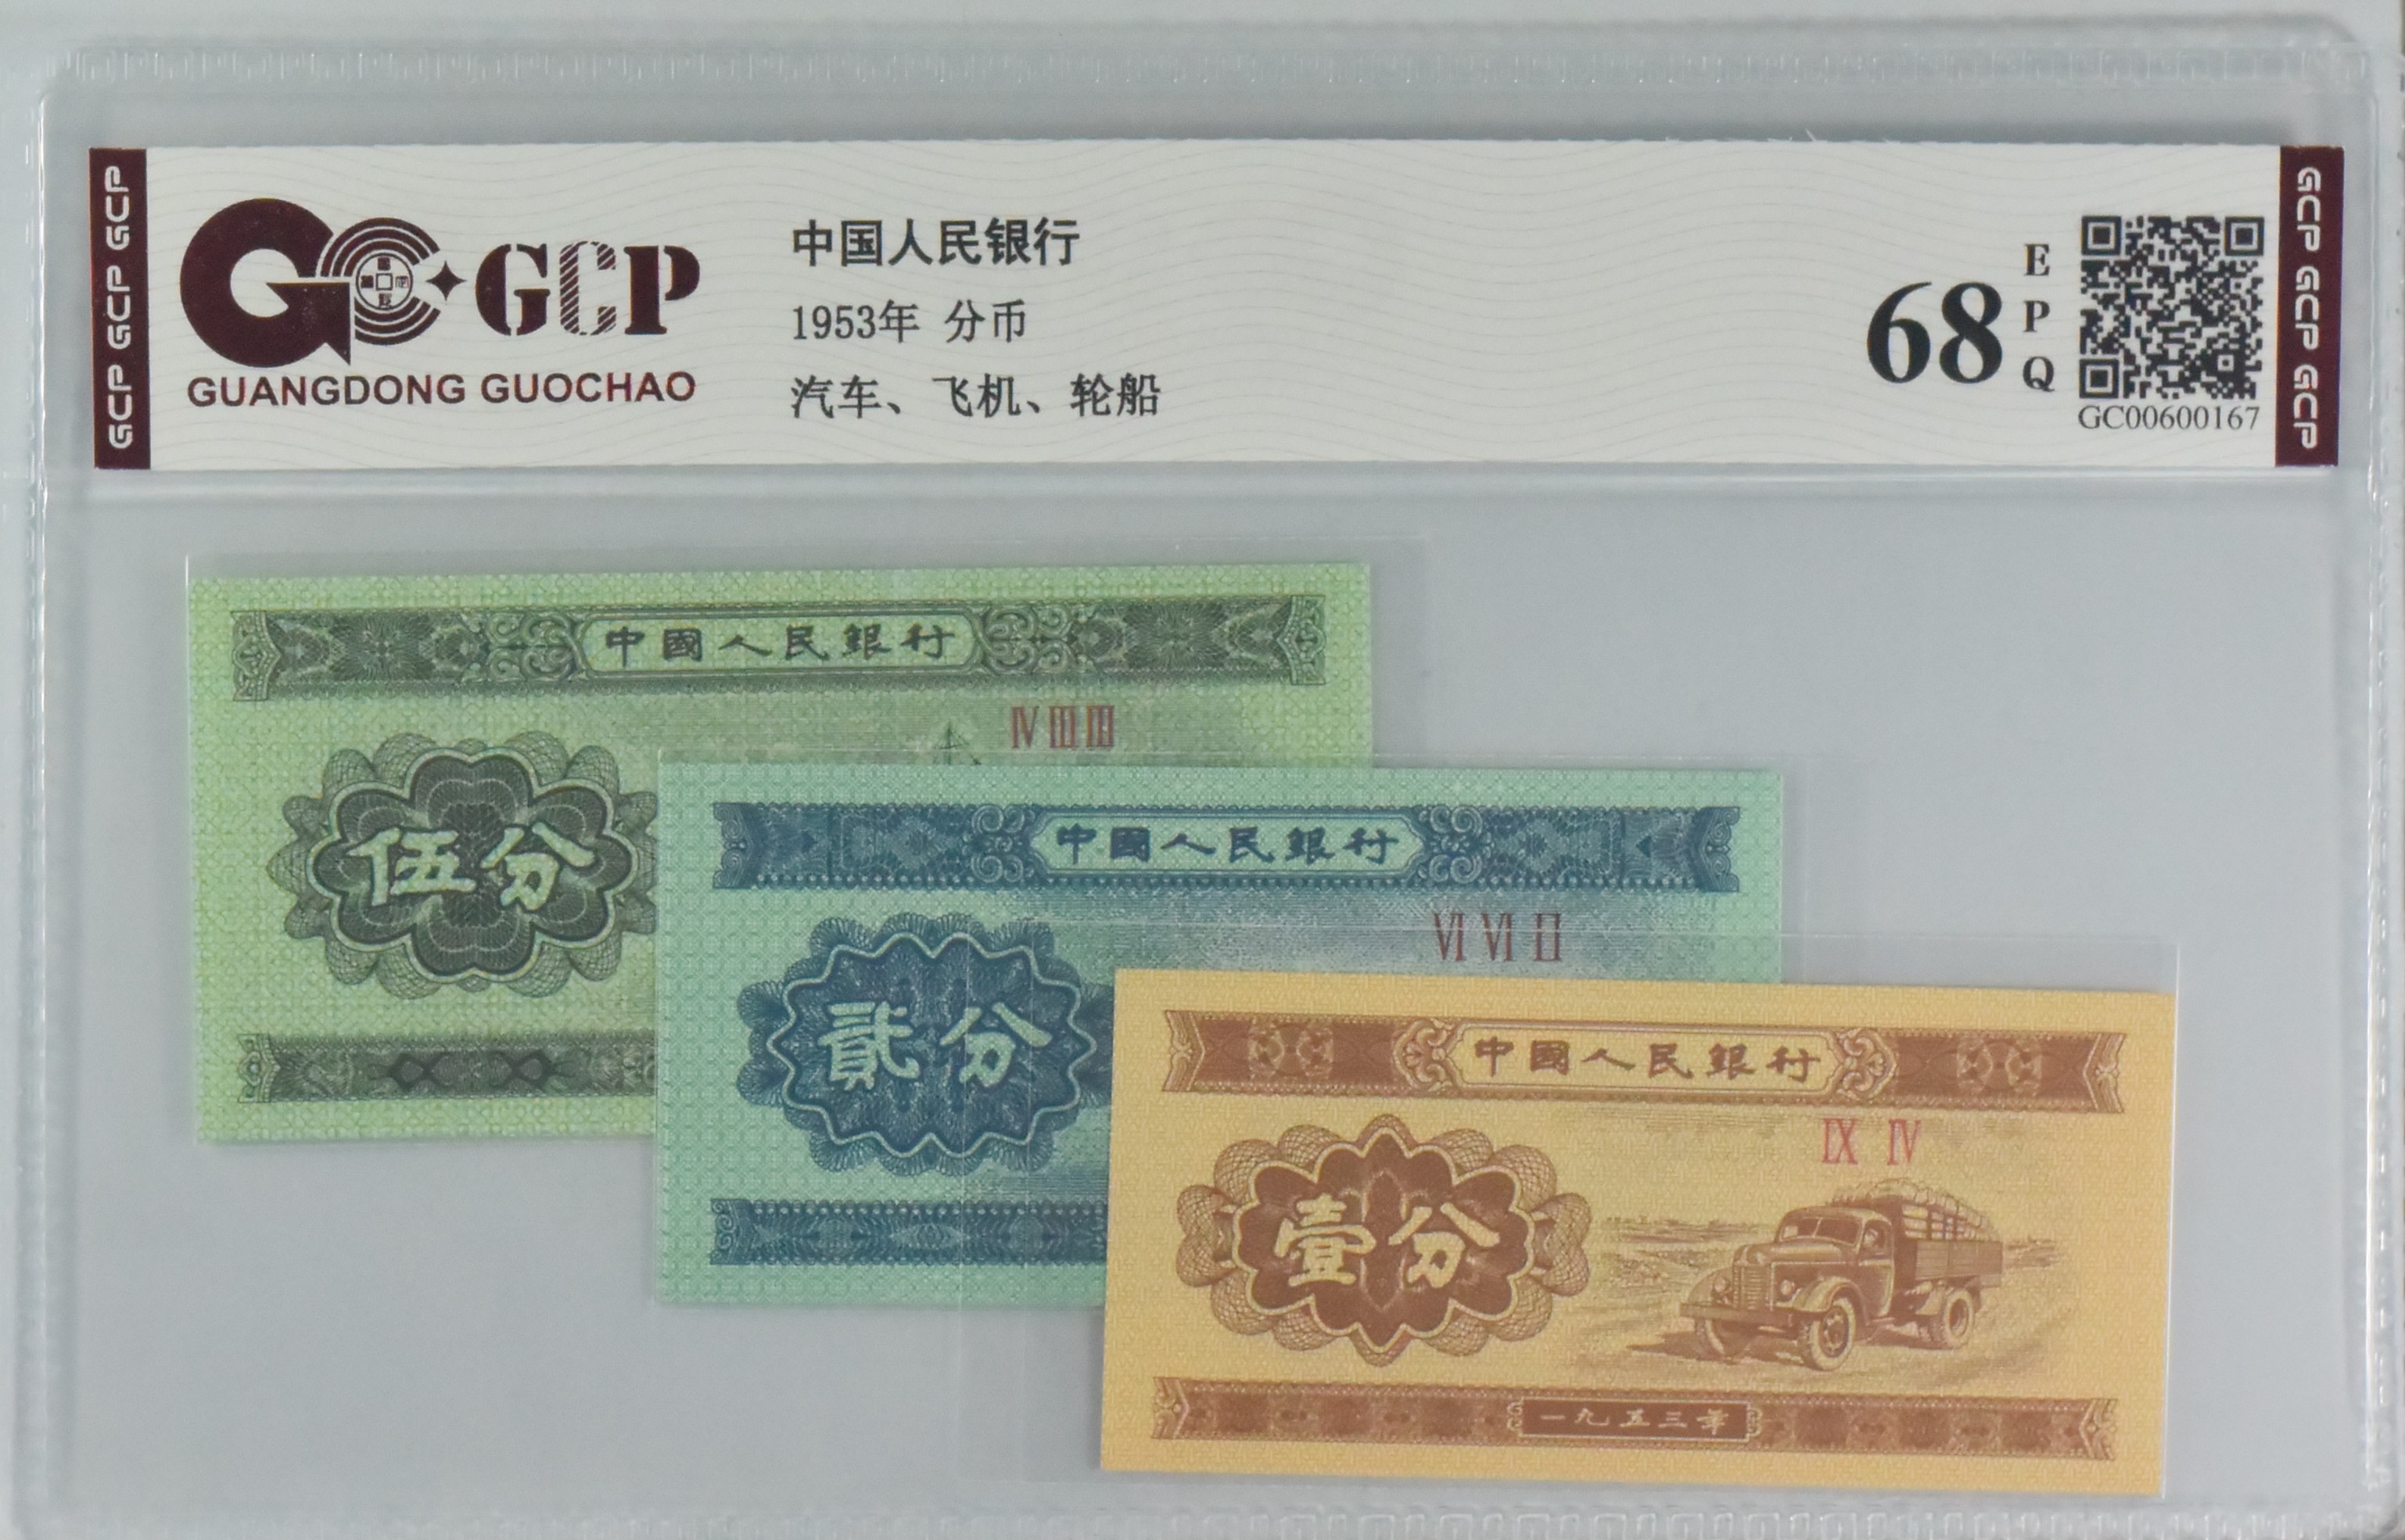 GCP GCP GCP
GCP
GUANGDONG GUOCHAO
中国人民银行
1953年 分币
汽车、飞机、轮船
68
EPQ
GC00600167
GCP GCP GCP
中國人民銀行
IV III III
伍分
中國人民銀行
VI VI II
貳分
中國人民銀行
IX IV
壹分
一九五三年